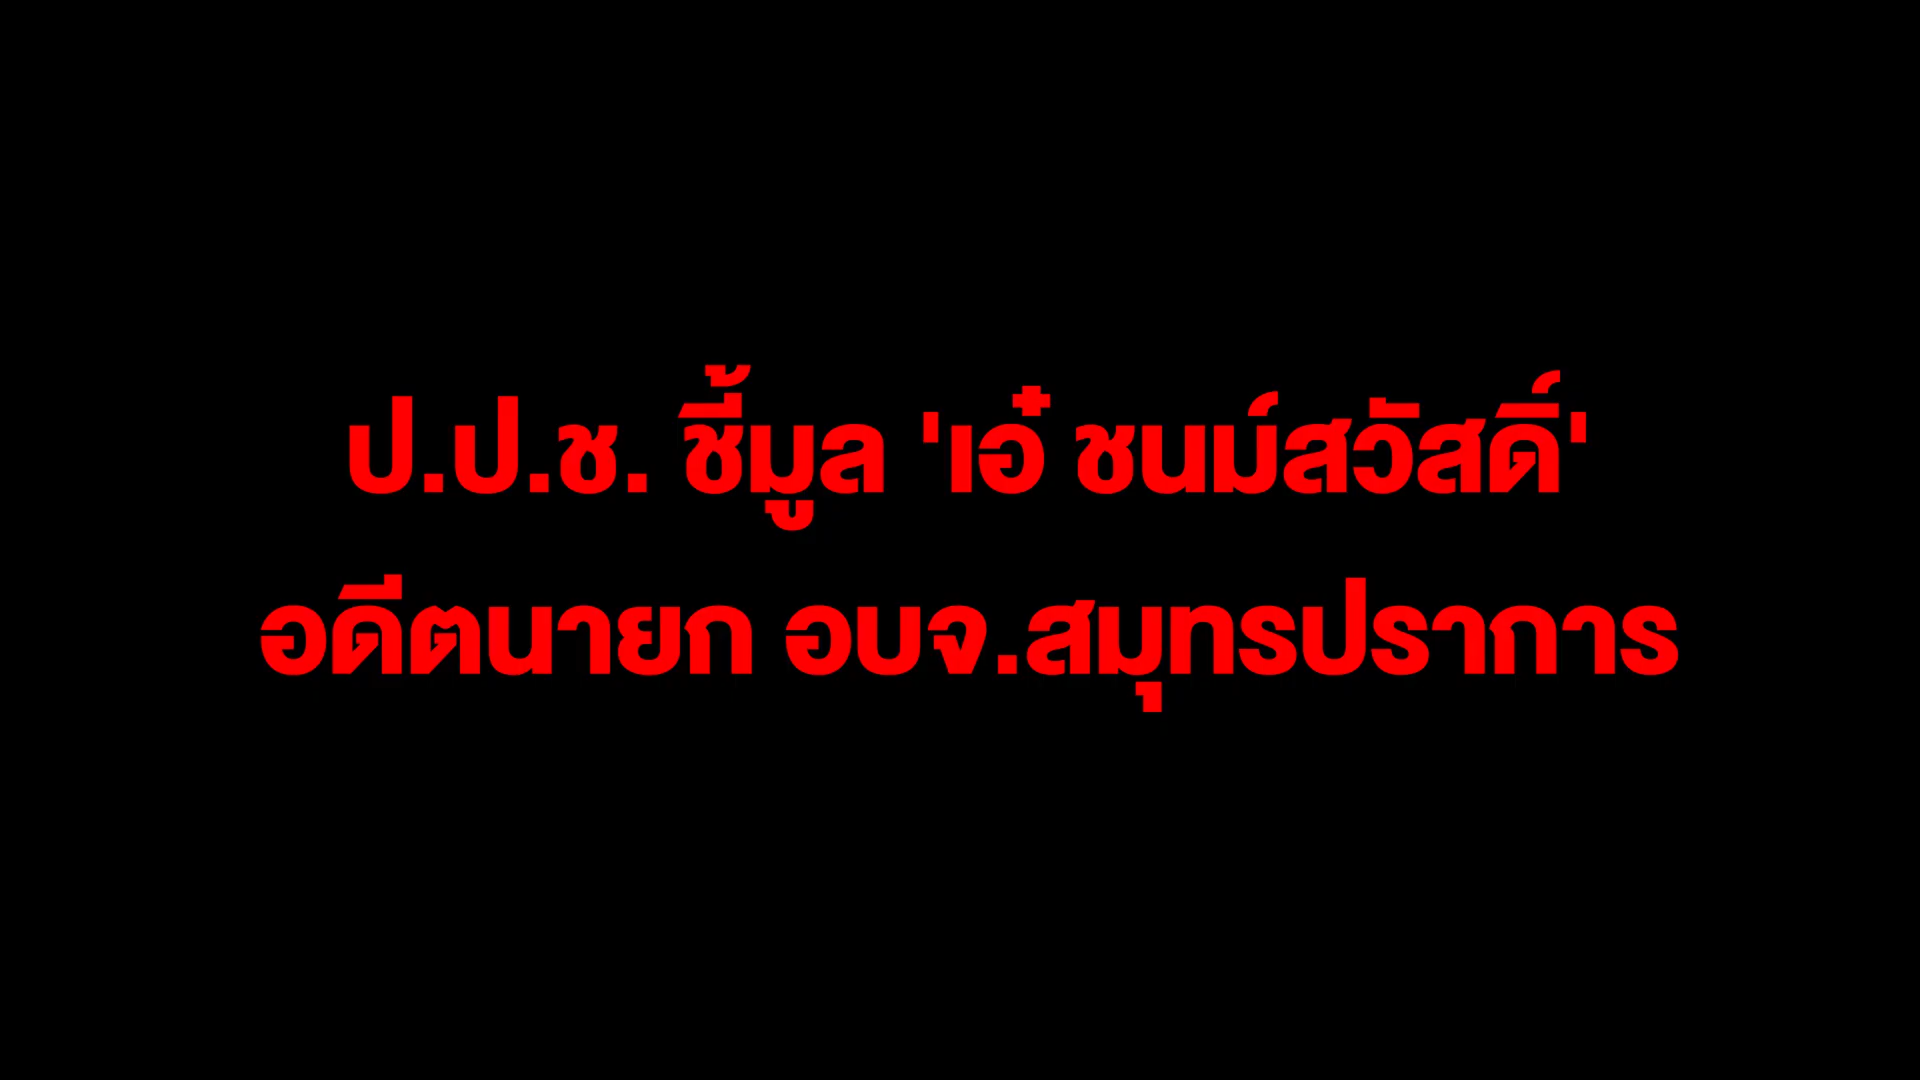 ป.ป.ช. ชี้มูล 'เอ๋ ชนม์สวัสดิ์'
อดีตนายก อบจ.สมุทรปราการ